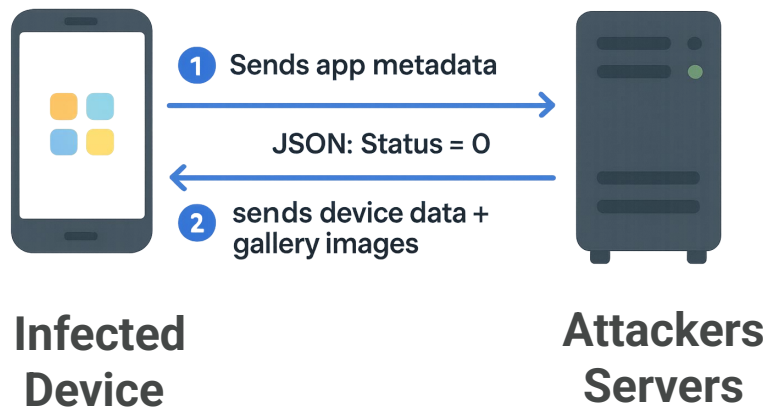 1 Sends app metadata
JSON: Status = 0
2 sends device data +
gallery images
Infected
Device
Attackers
Servers